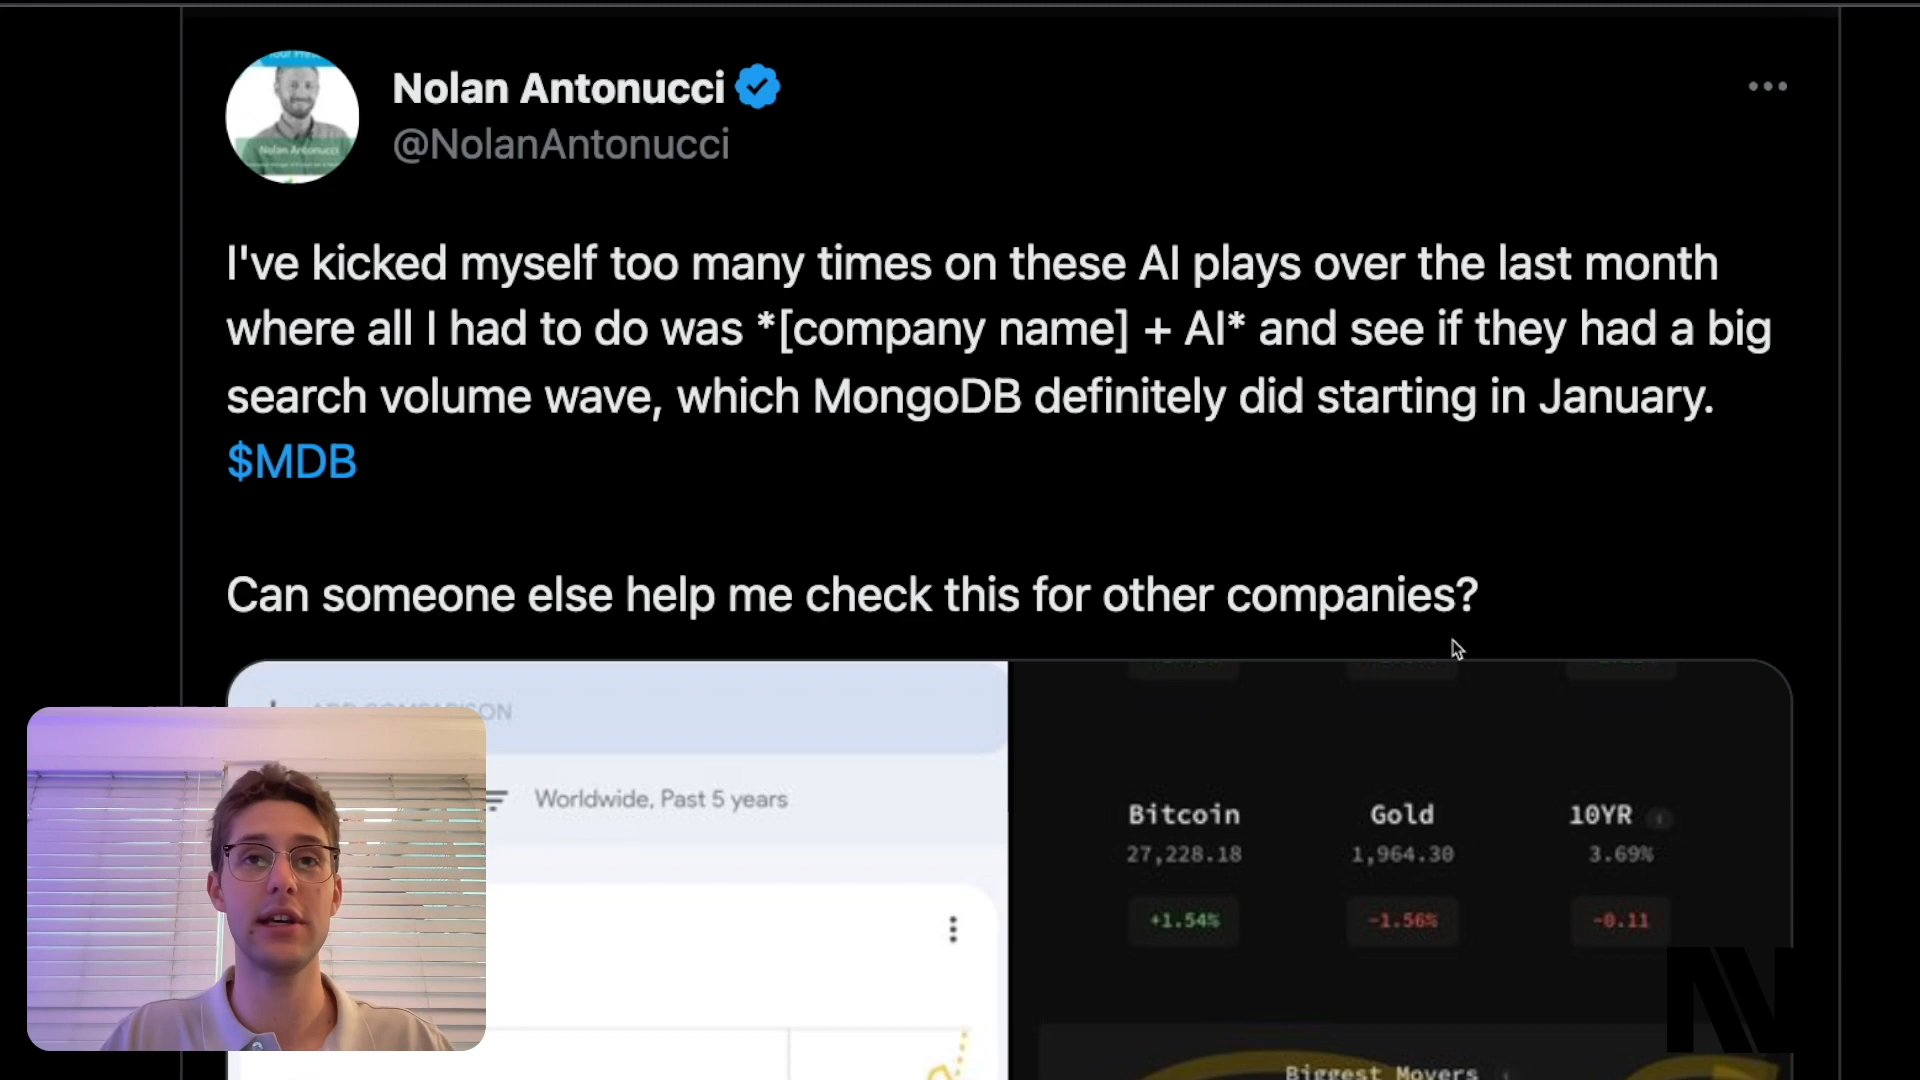 Nolan Antonucci
@NolanAntonucci
I've kicked myself too many times on these AI plays over the last month
where all I had to do was *[company name] + AI* and see if they had a big
search volume wave, which MongoDB definitely did starting in January.
$MDB
Can someone else help me check this for other companies?
Worldwide, Past 5 years
Bitcoin Gold 10YR
27,228.18 1,964.30 3.69%
+1.54% -1.56% -0.11
Biggest Movers
Nolan Antonucci
N